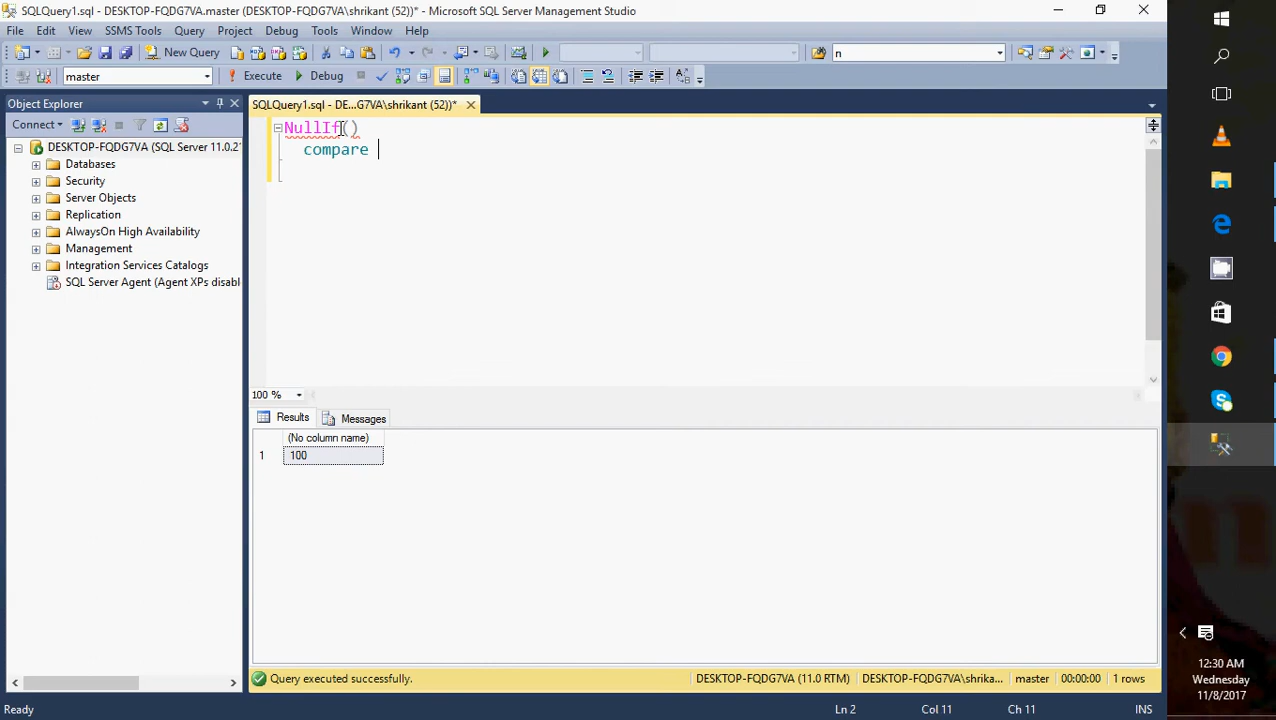 SQLQuery1.sql - DESKTOP-FQDG7VA.master (DESKTOP-FQDG7VA\shrikant (52))* - Microsoft SQL Server Management Studio
File Edit View SSMS Tools Query Project Debug Tools Window Help
New Query n
master Execute Debug
Object Explorer
SQLQuery1.sql - DE...G7VA\shrikant (52))*
Connect
DESKTOP-FQDG7VA (SQL Server 11.0.21
Databases
Security
Server Objects
Replication
AlwaysOn High Availability
Management
Integration Services Catalogs
SQL Server Agent (Agent XPs disabl
NullIf()
compare
100 %
Results Messages
(No column name)
1 100
Query executed successfully. DESKTOP-FQDG7VA (11.0 RTM) DESKTOP-FQDG7VA\shrika... master 00:00:00 1 rows
Ready Ln 2 Col 11 Ch 11 INS
12:30 AM
Wednesday
11/8/2017